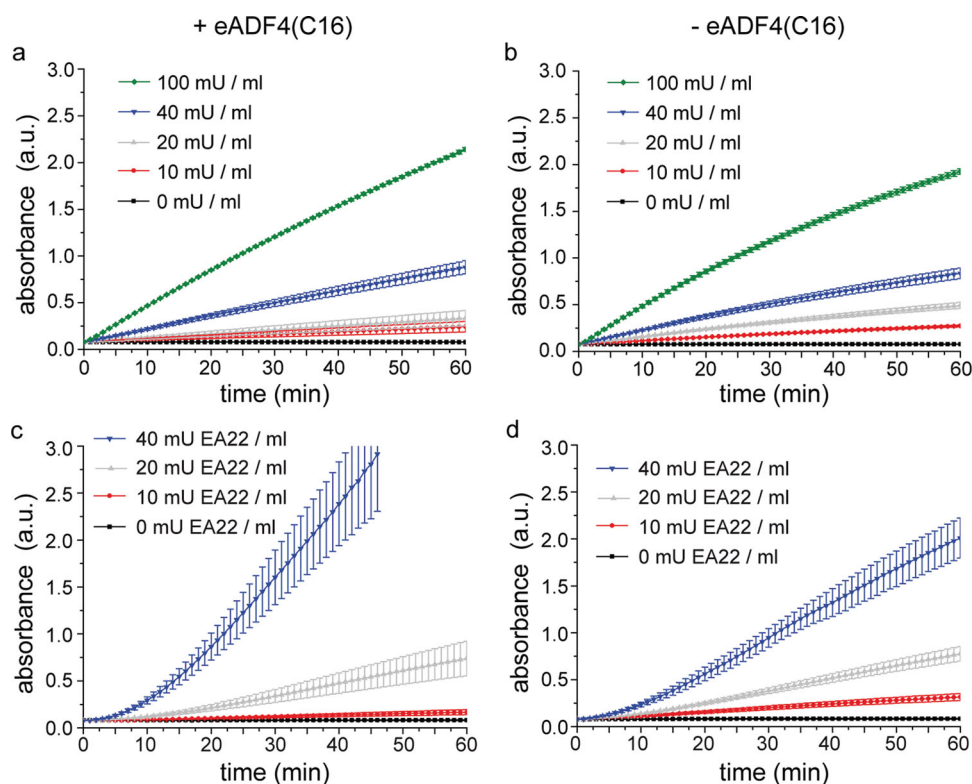 + eADF4(C16)
- eADF4(C16)
a
3.0
2.5
2.0
1.5
1.0
0.5
0.0
absorbance (a.u.)
100 mU / ml
40 mU / ml
20 mU / ml
10 mU / ml
0 mU / ml
0 10 20 30 40 50 60
time (min)
b
3.0
2.5
2.0
1.5
1.0
0.5
0.0
absorbance (a.u.)
100 mU / ml
40 mU / ml
20 mU / ml
10 mU / ml
0 mU / ml
0 10 20 30 40 50 60
time (min)
c
3.0
2.5
2.0
1.5
1.0
0.5
0.0
absorbance (a.u.)
40 mU EA22 / ml
20 mU EA22 / ml
10 mU EA22 / ml
0 mU EA22 / ml
0 10 20 30 40 50 60
time (min)
d
3.0
2.5
2.0
1.5
1.0
0.5
0.0
absorbance (a.u.)
40 mU EA22 / ml
20 mU EA22 / ml
10 mU EA22 / ml
0 mU EA22 / ml
0 10 20 30 40 50 60
time (min)